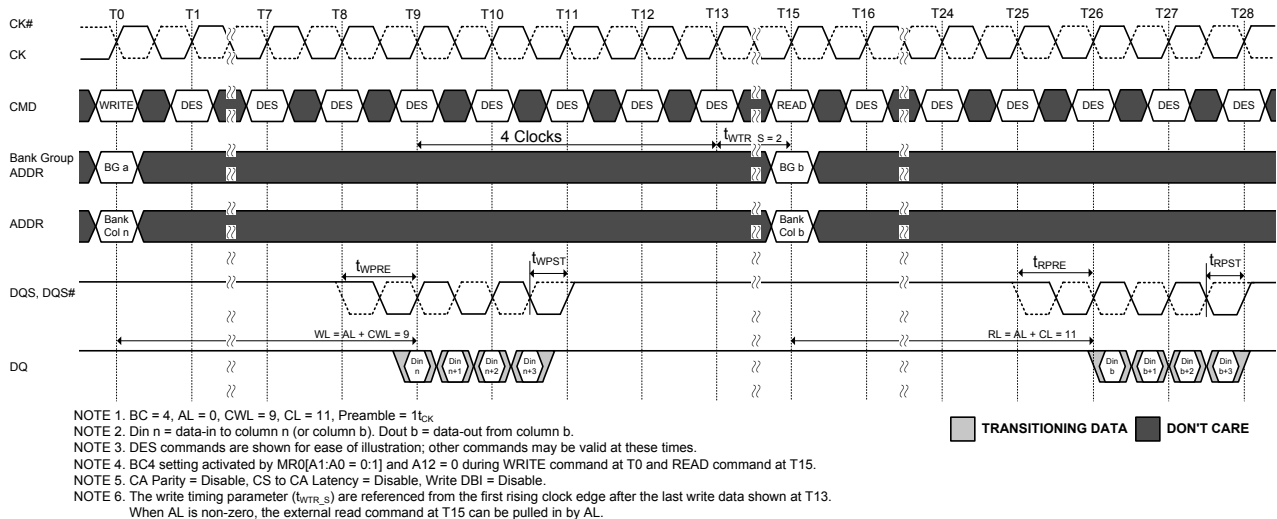 CK#
T0 T1 T7 T8 T9 T10 T11 T12 T13 T15 T16 T24 T25 T26 T27 T28
CK
CMD WRITE DES DES DES DES DES DES DES DES READ DES DES DES DES DES DES
4 Clocks tWTR_S = 2
Bank Group
ADDR BG a BG b
ADDR Bank
Col n Bank
Col b
tWPRE tWPST tRPRE tRPST
DQS, DQS#
WL = AL + CWL = 9 RL = AL + CL = 11
DQ Din
n Din
n+1 Din
n+2 Din
n+3 Din
b Din
b+1 Din
b+2 Din
b+3
NOTE 1. BC = 4, AL = 0, CWL = 9, CL = 11, Preamble = 1tCK
NOTE 2. Din n = data-in to column n (or column b). Dout b = data-out from column b.
NOTE 3. DES commands are shown for ease of illustration; other commands may be valid at these times.
NOTE 4. BC4 setting activated by MR0[A1:A0 = 0:1] and A12 = 0 during WRITE command at T0 and READ command at T15.
NOTE 5. CA Parity = Disable, CS to CA Latency = Disable, Write DBI = Disable.
NOTE 6. The write timing parameter (tWTR_S) are referenced from the first rising clock edge after the last write data shown at T13.
When AL is non-zero, the external read command at T15 can be pulled in by AL.
TRANSITIONING DATA DON'T CARE